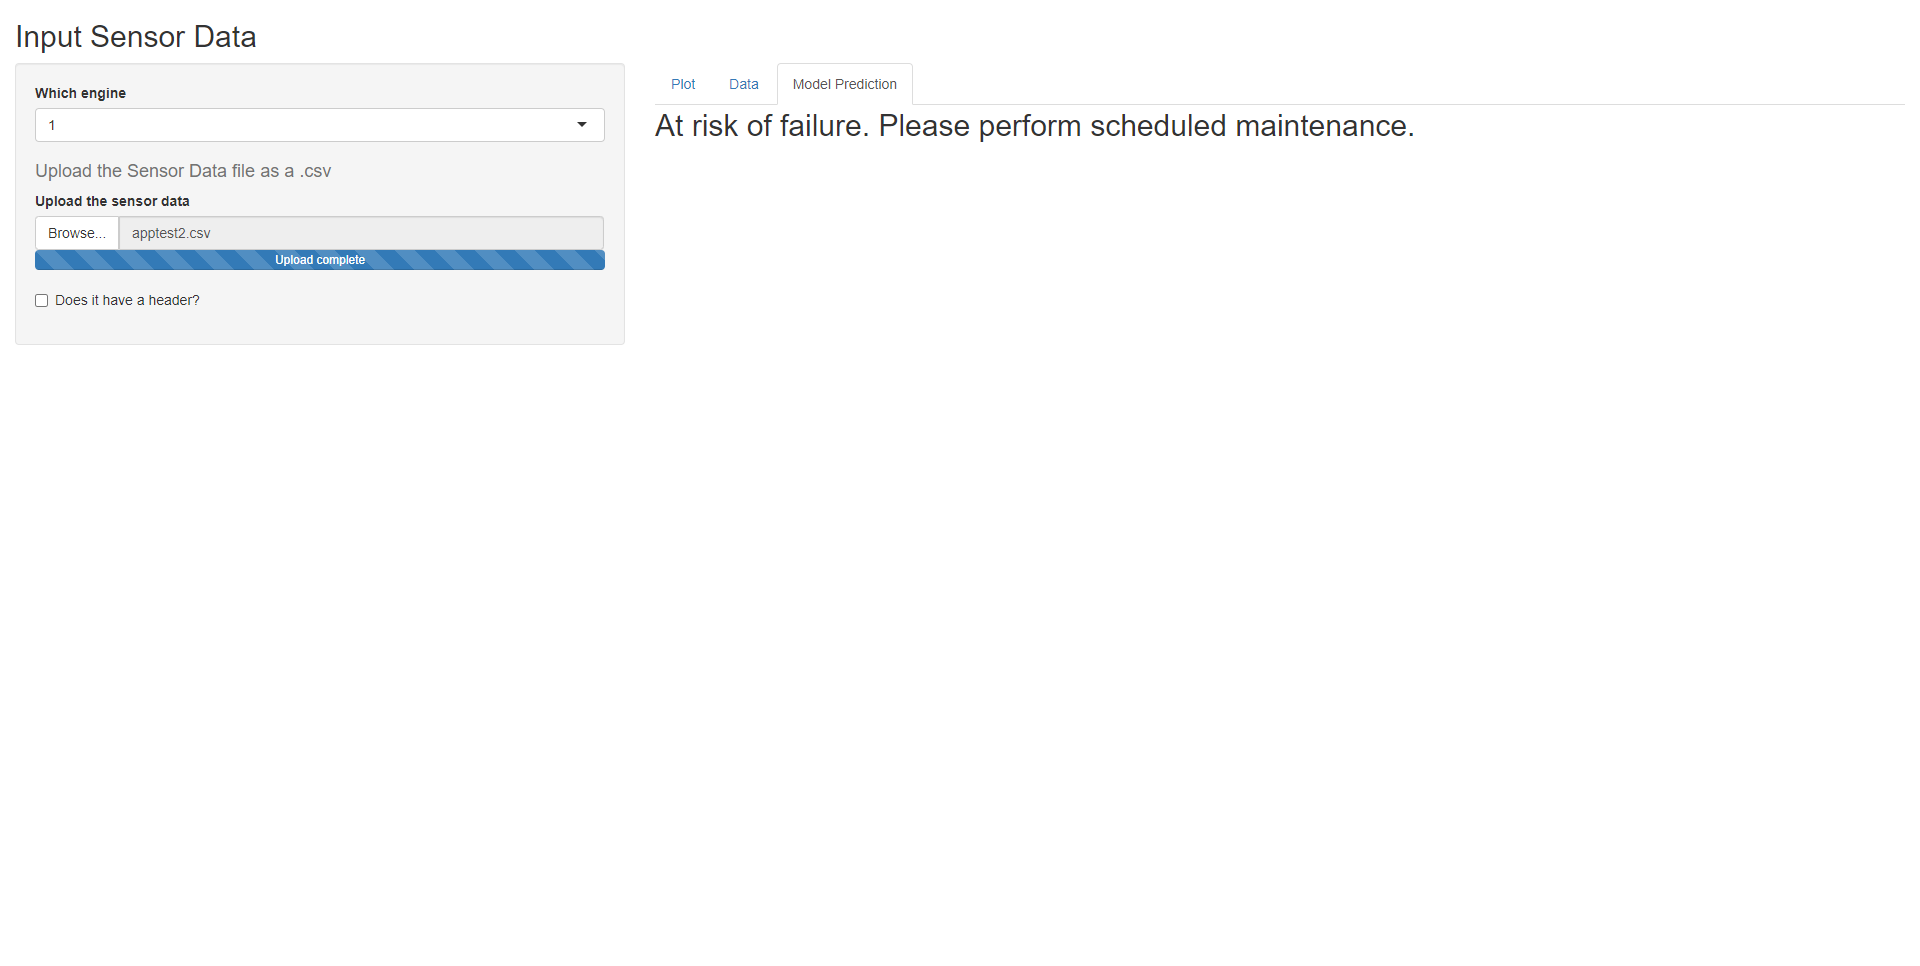 Input Sensor Data
Which engine
1
Upload the Sensor Data file as a .csv
Upload the sensor data
Browse... apptest2.csv
Upload complete
Does it have a header?
Plot Data Model Prediction
At risk of failure. Please perform scheduled maintenance.